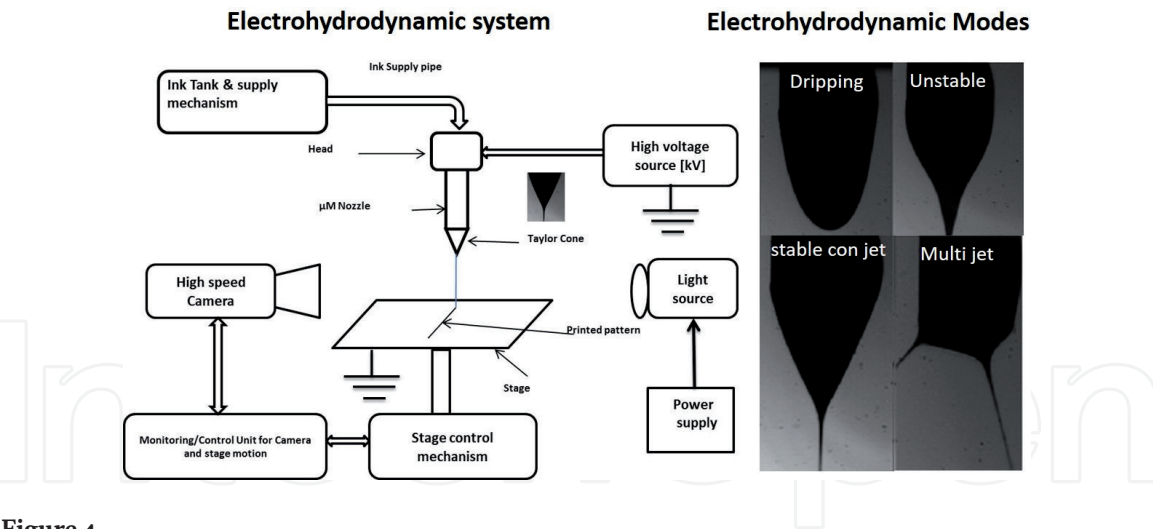 Electrohydrodynamic system
Electrohydrodynamic Modes
Ink Tank & supply
mechanism
Ink Supply pipe
Head
High voltage
source [kV]
µM Nozzle
Taylor Cone
High speed
Camera
Light
source
Printed pattern
Stage
Power
supply
Monitoring/Control Unit for Camera
and stage motion
Stage control
mechanism
Dripping
Unstable
stable con jet
Multi jet
Figure 4